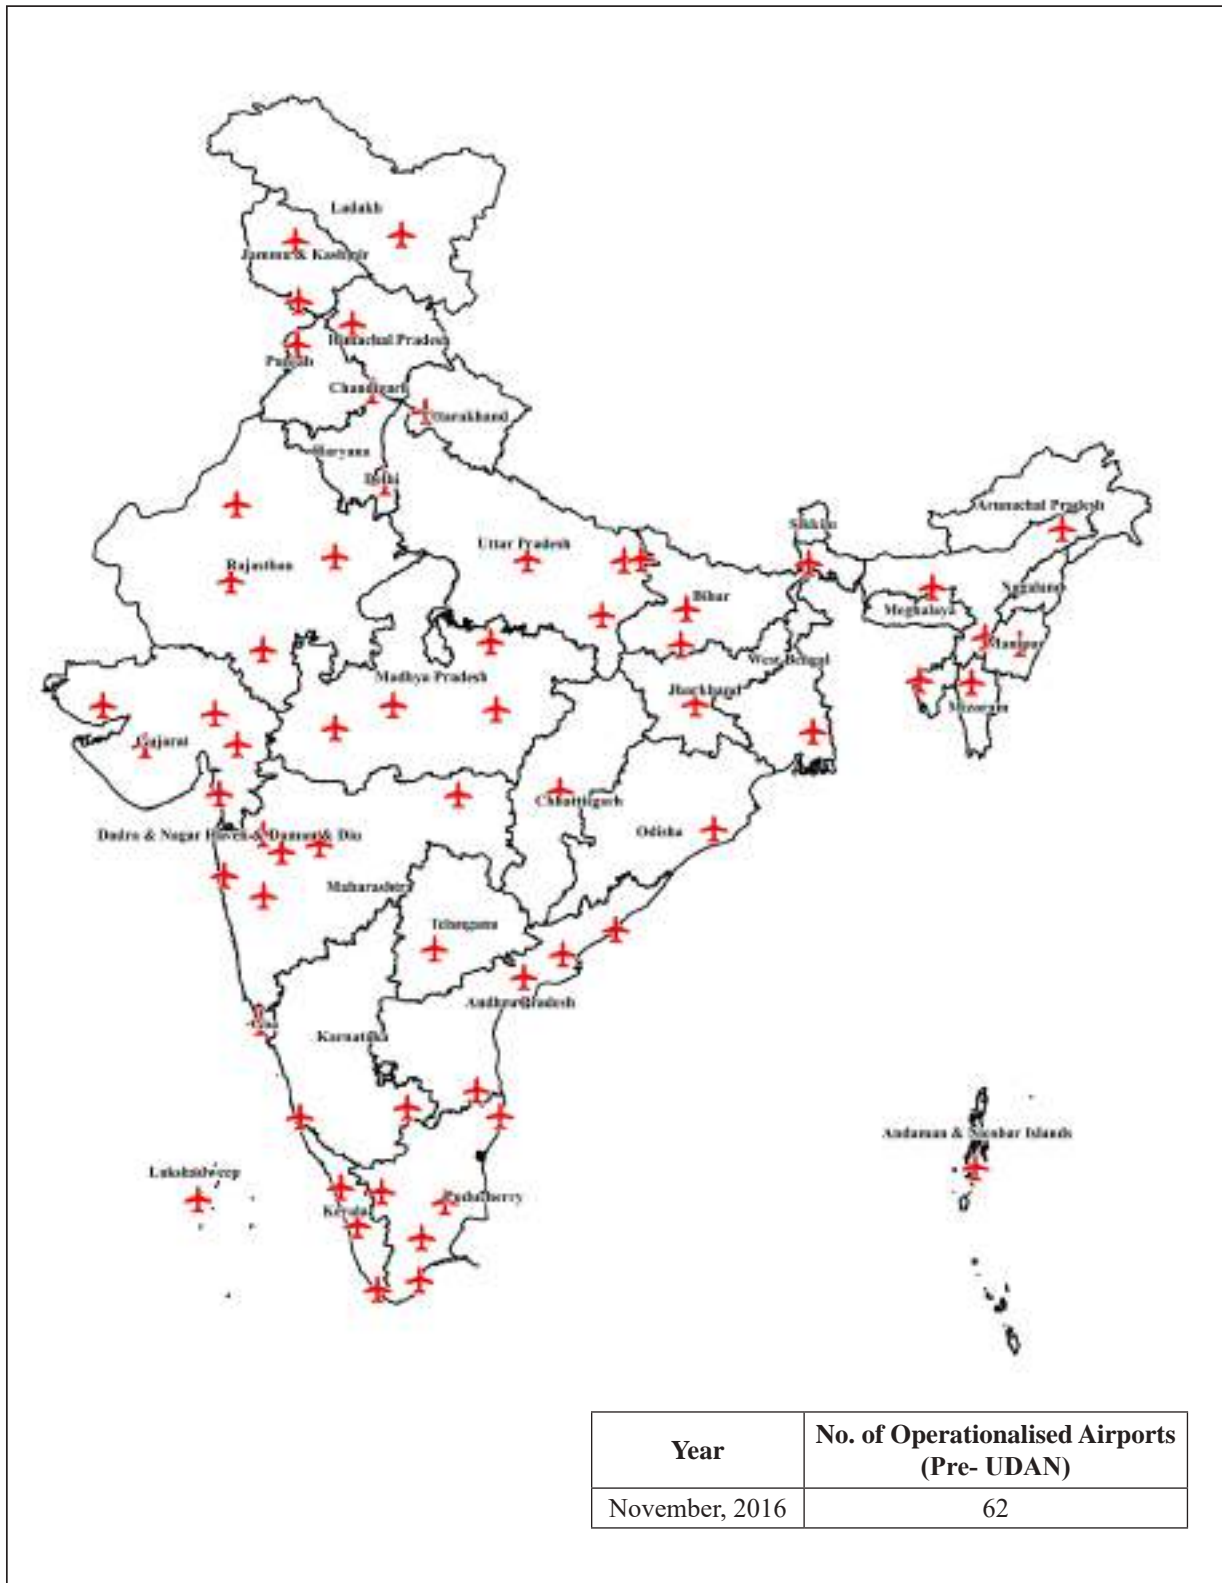 Ladakh
Jammu & Kashmir
Himachal Pradesh
Punjab
Chandigarh
Uttarakhand
Haryana
Delhi
Arunachal Pradesh
Sikkim
Uttar Pradesh
Rajasthan
Nagaland
Bihar
Meghalaya
Manipur
West Bengal
Madhya Pradesh
Jharkhand
Mizoram
Gujarat
Chhattisgarh
Odisha
Dadra & Nagar Haveli & Daman & Diu
Maharashtra
Telangana
Andhra Pradesh
Goa
Karnatka
Andaman & Nicobar Islands
Lakshadweep
Puducherry
Kerala
Year No. of Operationalised Airports
(Pre- UDAN)
November, 2016 62